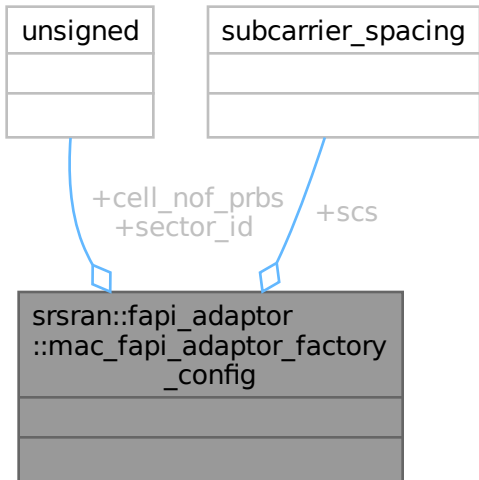 unsigned
subcarrier_spacing
+cell_nof_prbs
+sector_id
+scs
srsran::fapi_adaptor
::mac_fapi_adaptor_factory
_config